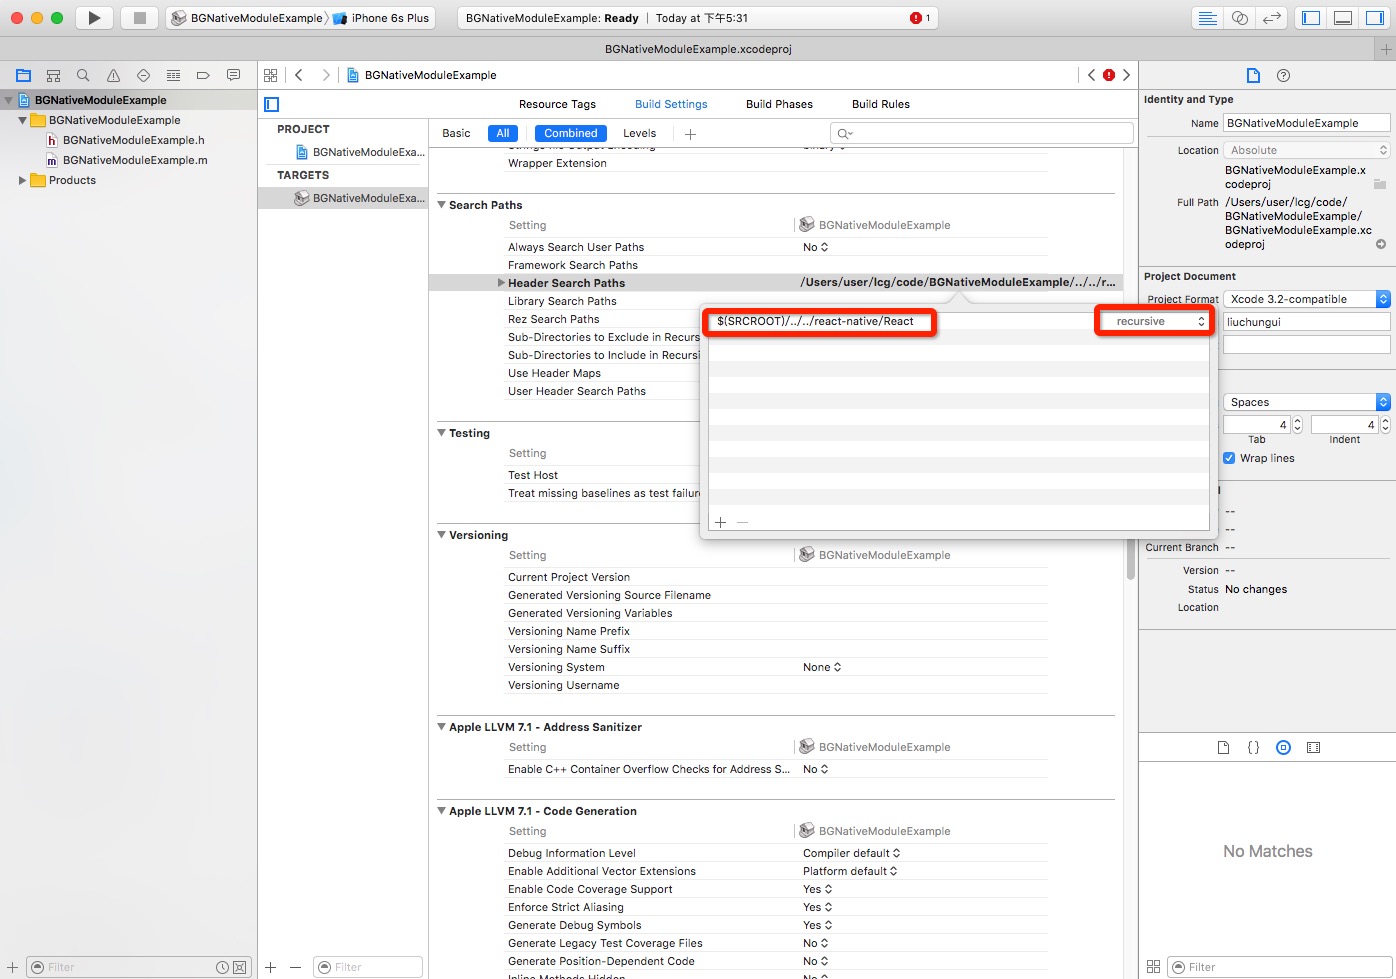 BGNativeModuleExample
iPhone 6s Plus
BGNativeModuleExample: Ready
Today at 下午5:31
1
BGNativeModuleExample.xcodeproj
BGNativeModuleExample
BGNativeModuleExample
BGNativeModuleExample
BGNativeModuleExample.h
BGNativeModuleExample.m
Products
Resource Tags
Build Settings
Build Phases
Build Rules
PROJECT
BGNativeModuleExa...
TARGETS
BGNativeModuleExa...
Basic
All
Combined
Levels
Wrapper Extension
Search Paths
Setting
BGNativeModuleExample
Always Search User Paths
No
Framework Search Paths
Header Search Paths
/Users/user/lcg/code/BGNativeModuleExample/../../r...
Library Search Paths
Rez Search Paths
Sub-Directories to Exclude in Recurs
Sub-Directories to Include in Recursi
Use Header Maps
User Header Search Paths
$(SRCROOT)/../../react-native/React
recursive
Testing
Setting
Test Host
Treat missing baselines as test failur
Versioning
Setting
BGNativeModuleExample
Current Project Version
Generated Versioning Source Filename
Generated Versioning Variables
Versioning Name Prefix
Versioning Name Suffix
Versioning System
None
Versioning Username
Apple LLVM 7.1 - Address Sanitizer
Setting
BGNativeModuleExample
Enable C++ Container Overflow Checks for Address S...
No
Apple LLVM 7.1 - Code Generation
Setting
BGNativeModuleExample
Debug Information Level
Compiler default
Enable Additional Vector Extensions
Platform default
Enable Code Coverage Support
Yes
Enforce Strict Aliasing
Yes
Generate Debug Symbols
Yes
Generate Legacy Test Coverage Files
No
Generate Position-Dependent Code
No
Identity and Type
Name
BGNativeModuleExample
Location
Absolute
BGNativeModuleExample.x
codeproj
Full Path
/Users/user/lcg/code/
BGNativeModuleExample/
BGNativeModuleExample.xc
odeproj
Project Document
Project Format
Xcode 3.2-compatible
liuchungui
Spaces
4
4
Tab
Indent
Wrap lines
--
--
Current Branch
--
Version
--
Status
No changes
Location
No Matches
Filter
Filter
Filter